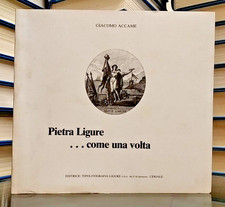 GIACOMO ACCAME
Pietra Ligure
. . . come una volta
EDITRICE TIPOLITOGRAFIA LIGURE